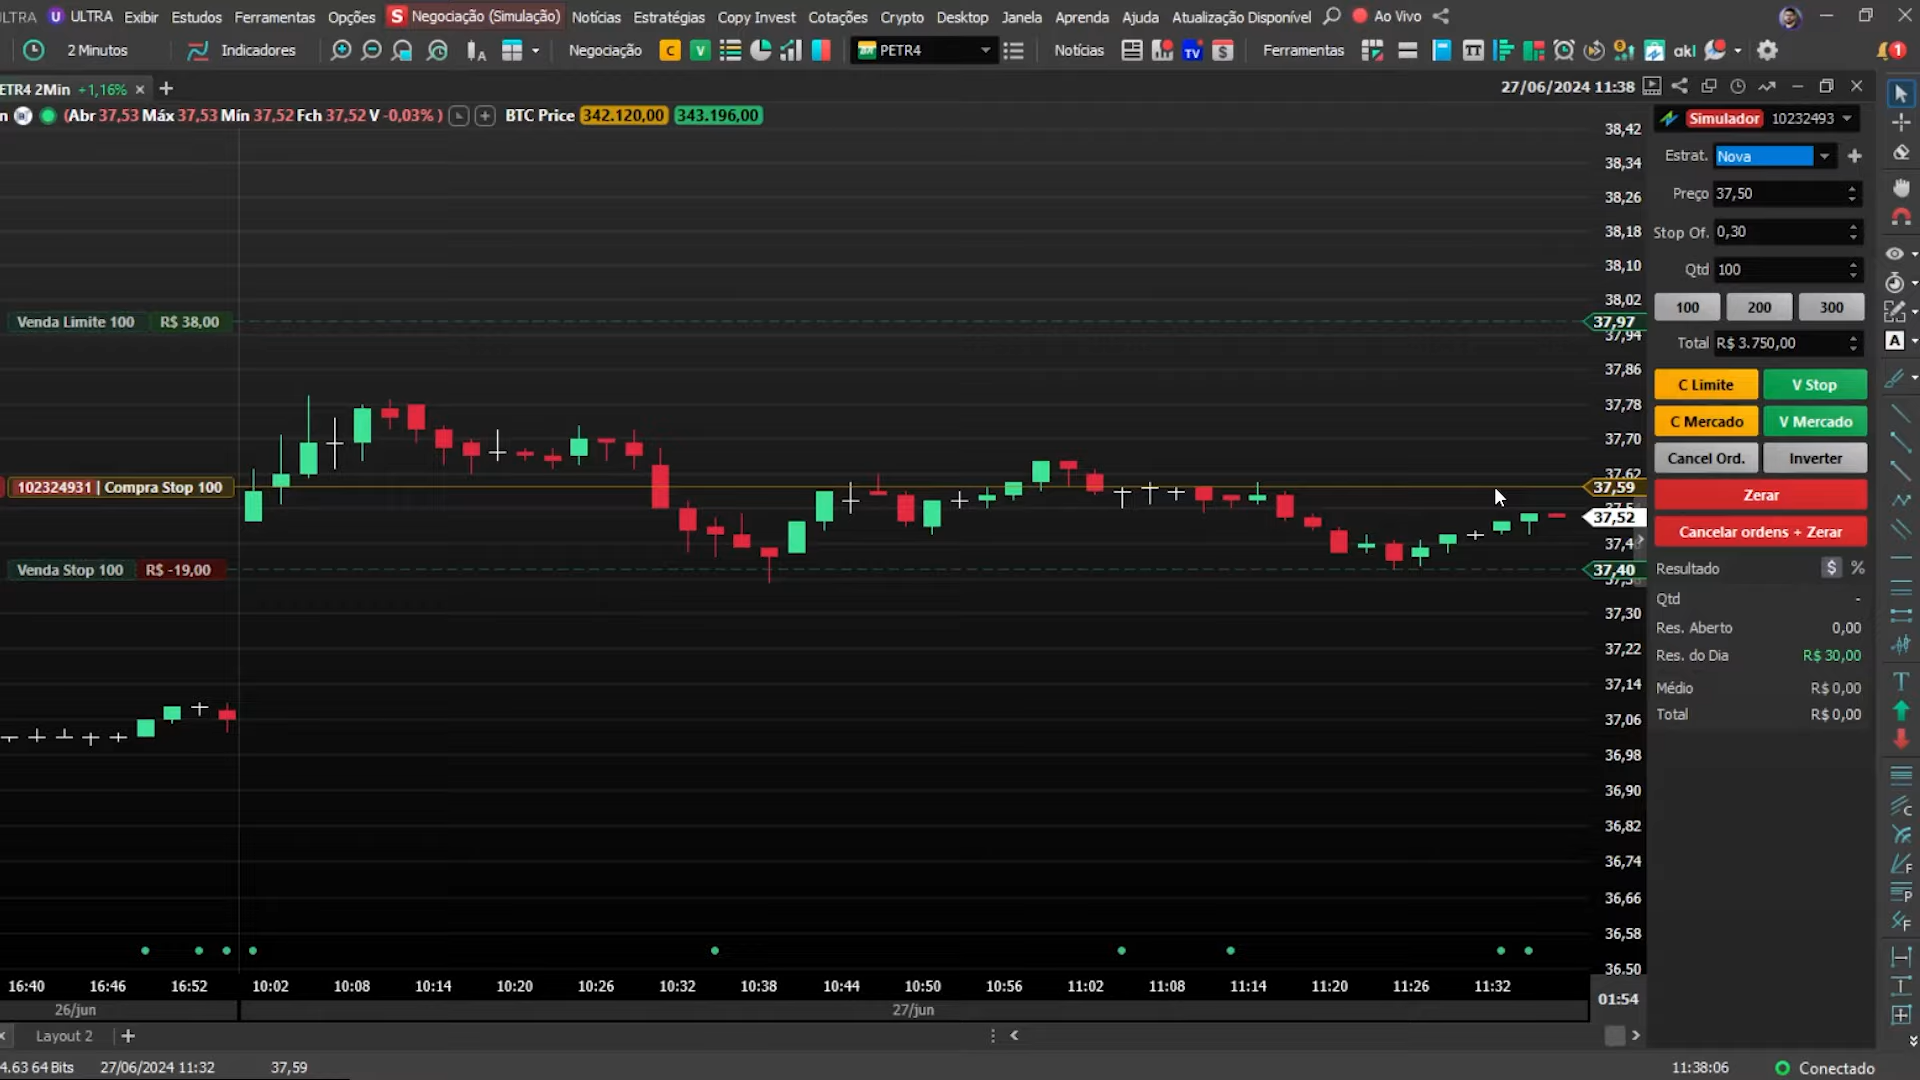 ULTRA U ULTRA Exibir Estudos Ferramentas Opções S Negociação (Simulação) Notícias Estratégias Copy Invest Cotações Crypto Desktop Janela Aprenda Ajuda Atualização Disponível Ao Vivo
2 Minutos Indicadores Negociação C V PETR4 Notícias TV S Ferramentas TT akl 1
ETR4 2Min +1,16% × +
27/06/2024 11:38
n (Abr 37,53 Máx 37,53 Mín 37,52 Fch 37,52 V -0,03% ) BTC Price 342.120,00 343.196,00
Simulador 10232493
Estrat. Nova
Preço 37,50
Stop Of. 0,30
Qtd 100
100 200 300
Total R$ 3.750,00
C Limite V Stop
C Mercado V Mercado
Cancel Ord. Inverter
Zerar
Cancelar ordens + Zerar
Resultado $ %
Qtd -
Res. Aberto 0,00
Res. do Dia R$ 30,00
Médio R$ 0,00
Total R$ 0,00
Venda Limite 100 R$ 38,00
102324931 | Compra Stop 100
Venda Stop 100 R$ -19,00
38,42
38,34
38,26
38,18
38,10
38,02
37,97
37,94
37,86
37,78
37,70
37,62
37,59
37,52
37,40
37,30
37,22
37,14
37,06
36,98
36,90
36,82
36,74
36,66
36,58
36,50
16:40 16:46 16:52 10:02 10:08 10:14 10:20 10:26 10:32 10:38 10:44 10:50 10:56 11:02 11:08 11:14 11:20 11:26 11:32 01:54
26/jun 27/jun
Layout 2 +
4.63 64 Bits 27/06/2024 11:32 37,59 11:38:06 Conectado
A
T
C
F
P
F